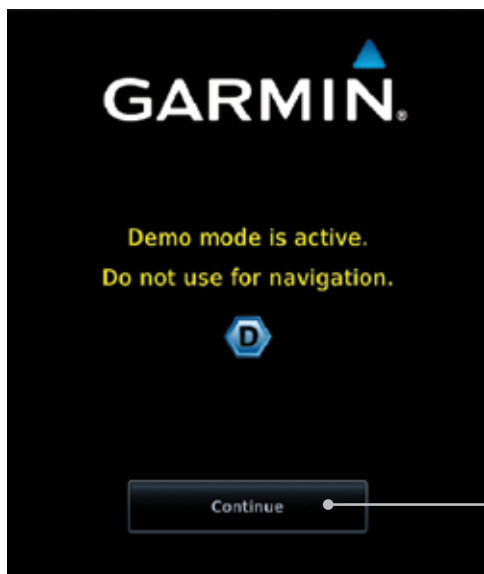 GARMIN®
Demo mode is active.
Do not use for navigation.
D
Continue